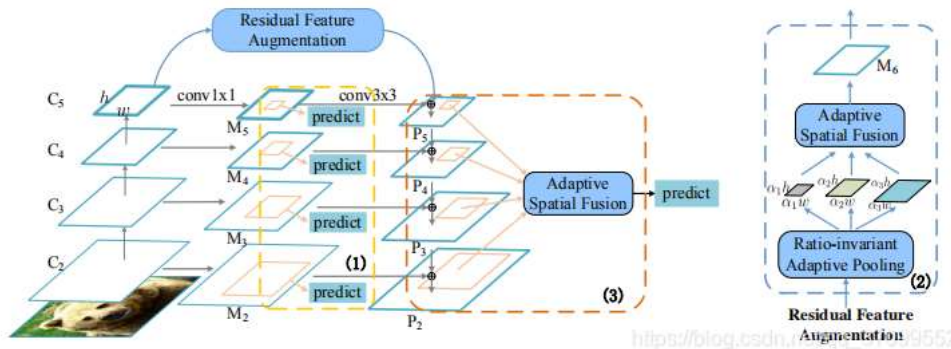 Residual Feature
Augmentation
C₅
h
w
conv1x1
conv3x3
M₅
predict
P₅
C₄
M₄
predict
P₄
C₃
M₃
predict
P₃
C₂
(1)
M₂
predict
P₂
Adaptive
Spatial Fusion
predict
(3)
M₆
Adaptive
Spatial Fusion
α₁h
α₁w
α₂h
α₂w
α₃h
α₃w
Ratio-invariant
Adaptive Pooling
(2)
Residual Feature
Augmentation